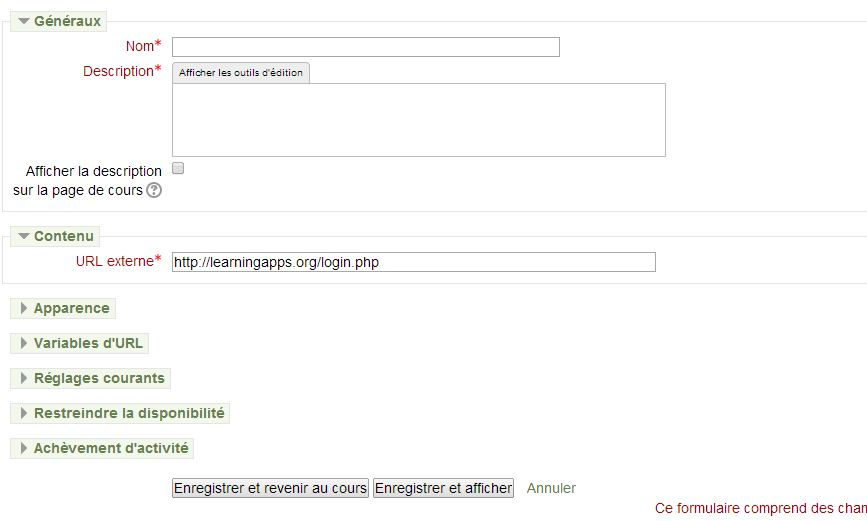 Généraux
Nom*
Description*
Afficher les outils d'édition
Afficher la description
sur la page de cours ?
Contenu
URL externe*
http://learningapps.org/login.php
Apparence
Variables d'URL
Réglages courants
Restreindre la disponibilité
Achèvement d'activité
Enregistrer et revenir au cours Enregistrer et afficher Annuler
Ce formulaire comprend des